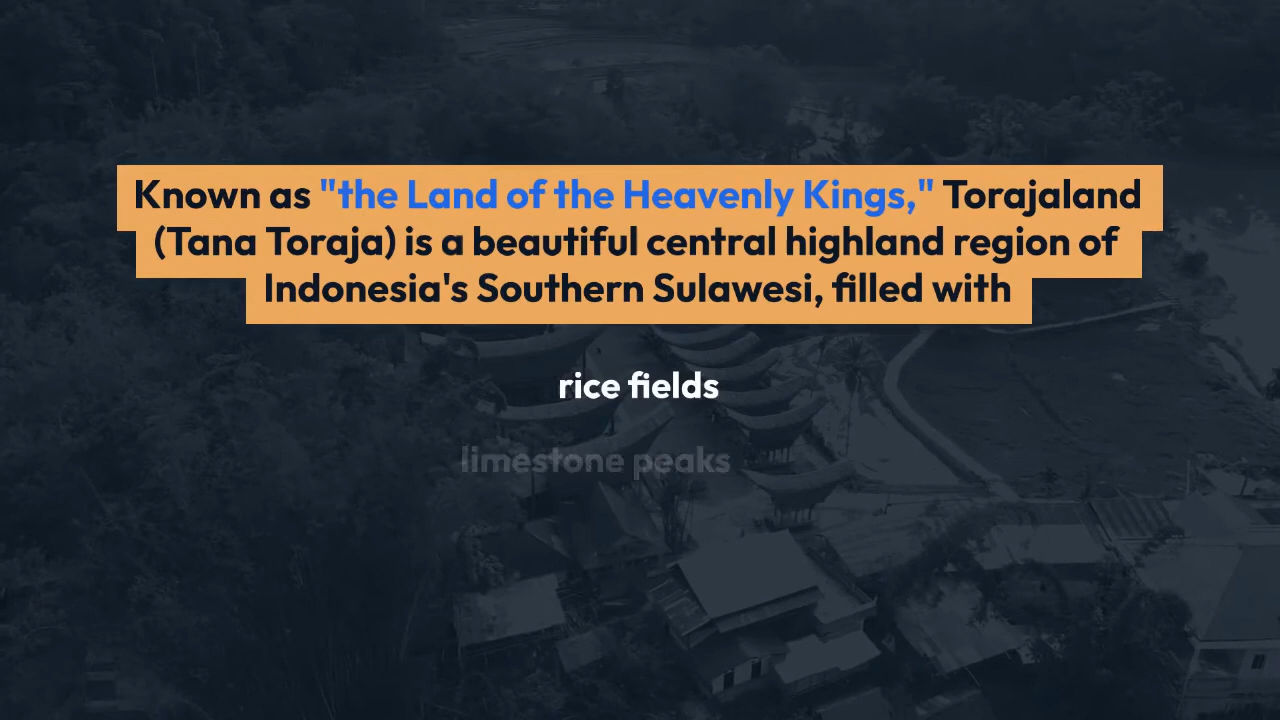 Known as "the Land of the Heavenly Kings," Torajaland
(Tana Toraja) is a beautiful central highland region of
Indonesia's Southern Sulawesi, filled with
rice fields
limestone peaks